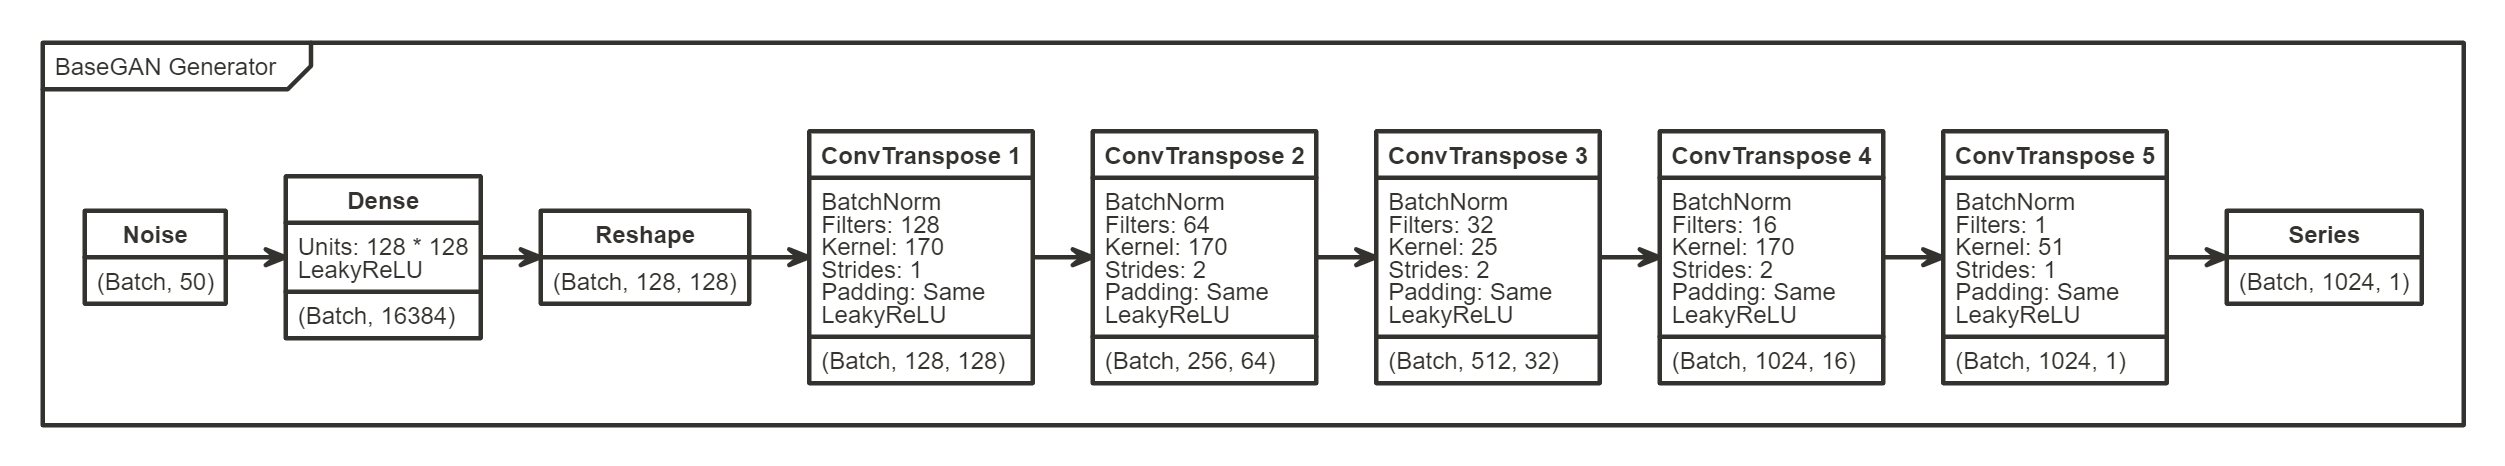 BaseGAN Generator
Noise
(Batch, 50)
Dense
Units: 128 * 128
LeakyReLU
(Batch, 16384)
Reshape
(Batch, 128, 128)
ConvTranspose 1
BatchNorm
Filters: 128
Kernel: 170
Strides: 1
Padding: Same
LeakyReLU
(Batch, 128, 128)
ConvTranspose 2
BatchNorm
Filters: 64
Kernel: 170
Strides: 2
Padding: Same
LeakyReLU
(Batch, 256, 64)
ConvTranspose 3
BatchNorm
Filters: 32
Kernel: 25
Strides: 2
Padding: Same
LeakyReLU
(Batch, 512, 32)
ConvTranspose 4
BatchNorm
Filters: 16
Kernel: 170
Strides: 2
Padding: Same
LeakyReLU
(Batch, 1024, 16)
ConvTranspose 5
BatchNorm
Filters: 1
Kernel: 51
Strides: 1
Padding: Same
LeakyReLU
(Batch, 1024, 1)
Series
(Batch, 1024, 1)